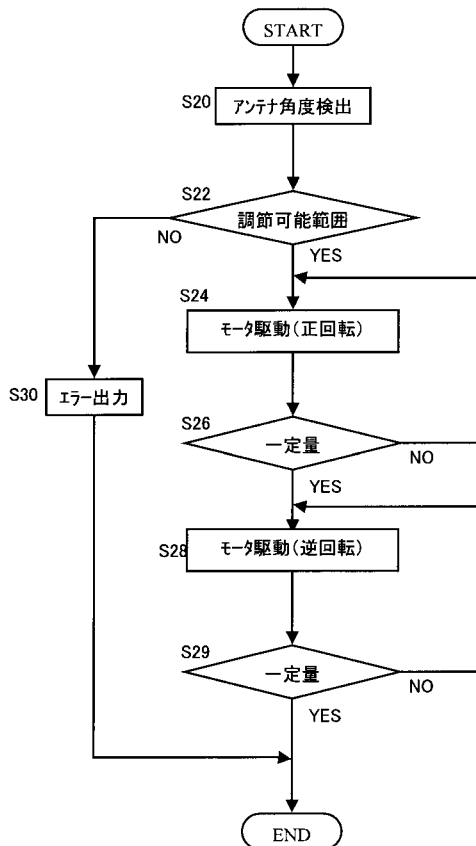 START
S20
アンテナ角度検出
S22
調節可能範囲
NO
YES
S24
モータ駆動(正回転)
S30
エラー出力
S26
一定量
NO
YES
S28
モータ駆動(逆回転)
S29
一定量
NO
YES
END